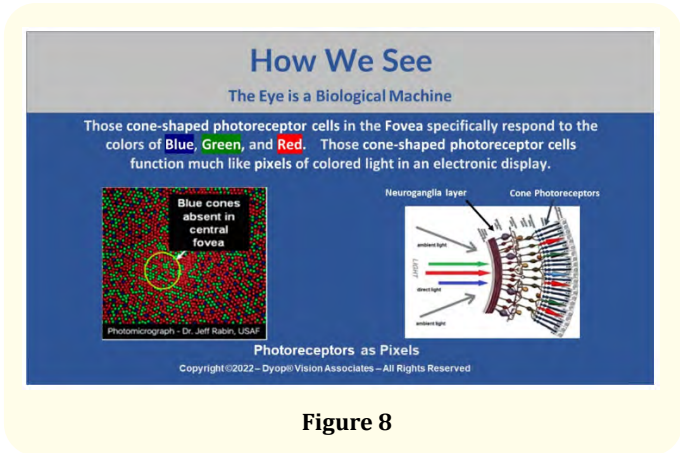 How We See
The Eye is a Biological Machine
Those cone-shaped photoreceptor cells in the Fovea specifically respond to the
colors of Blue, Green, and Red. Those cone-shaped photoreceptor cells
function much like pixels of colored light in an electronic display.
Blue cones
absent in
central
fovea
Photomicrograph - Dr. Jeff Rabin, USAF
Neuroganglia layer
Cone Photoreceptors
ambient light
LIGHT
direct light
ambient light
Photoreceptors as Pixels
Copyright©2022 – Dyop® Vision Associates – All Rights Reserved
Figure 8